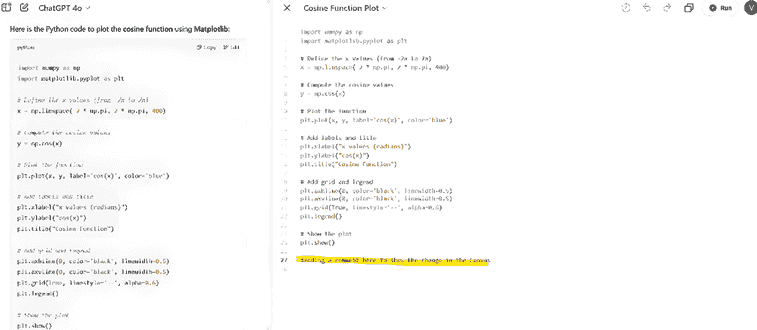 ChatGPT 4o
Here is the Python code to plot the cosine function using Matplotlib:
python
Copy Edit
import numpy as np
import matplotlib.pyplot as plt
# Define the x values (from -2π to 2π)
x = np.linspace(-2 * np.pi, 2 * np.pi, 400)
# Compute the cosine values
y = np.cos(x)
# Plot the function
plt.plot(x, y, label='cos(x)', color='blue')
# Add labels and title
plt.xlabel("x values (radians)")
plt.ylabel("cos(x)")
plt.title("Cosine Function")
# Add grid and legend
plt.axhline(0, color='black', linewidth=0.5)
plt.axvline(0, color='black', linewidth=0.5)
plt.grid(True, linestyle='--', alpha=0.6)
plt.legend()
# Show the plot
plt.show()
Cosine Function Plot
Run
V
import numpy as np
import matplotlib.pyplot as plt
# Define the x values (from -2π to 2π)
x = np.linspace(-2 * np.pi, 2 * np.pi, 400)
# Compute the cosine values
y = np.cos(x)
# Plot the function
plt.plot(x, y, label='cos(x)', color='blue')
# Add labels and title
plt.xlabel("x values (radians)")
plt.ylabel("cos(x)")
plt.title("Cosine Function")
# Add grid and legend
plt.axhline(0, color='black', linewidth=0.5)
plt.axvline(0, color='black', linewidth=0.5)
plt.grid(True, linestyle='--', alpha=0.6)
plt.legend()
# Show the plot
plt.show()
27 #adding a comment here to show the change in the Canvas